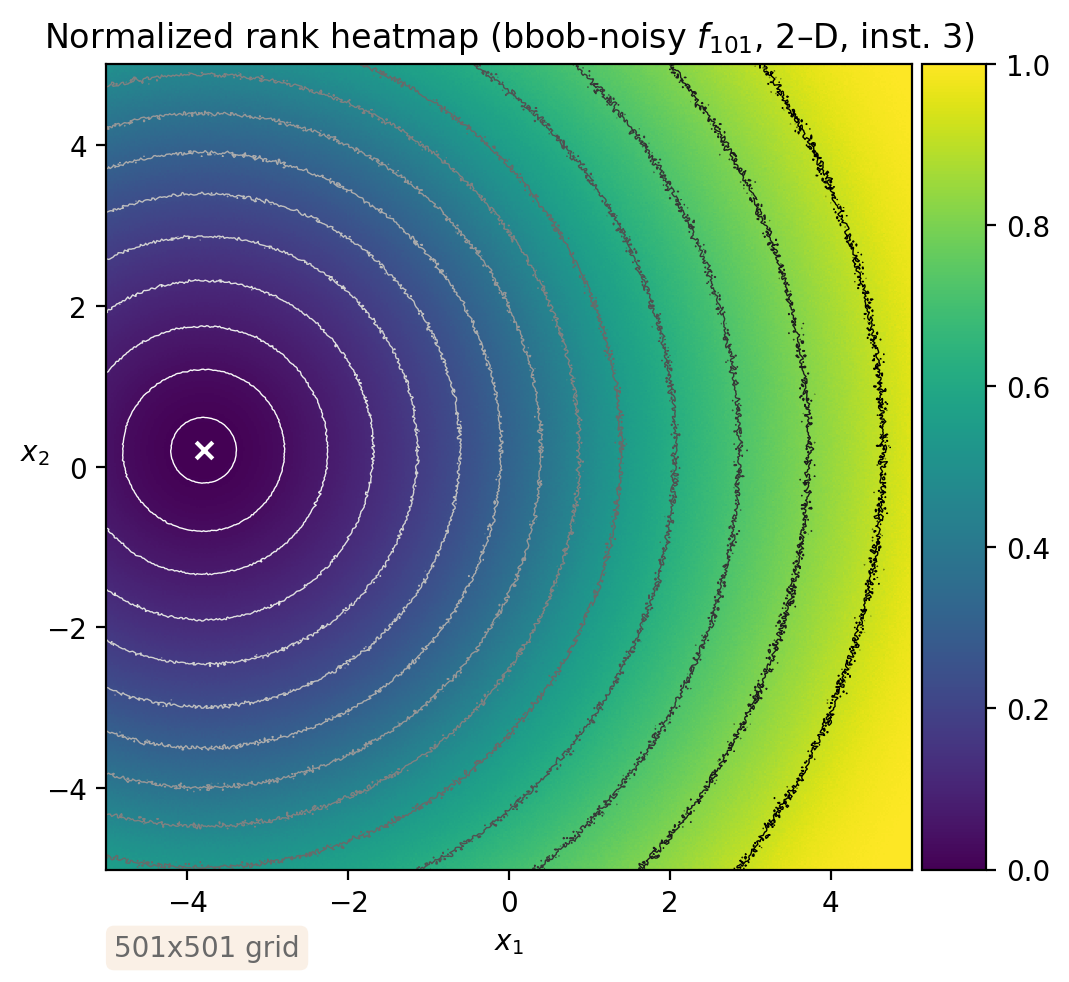 Normalized rank heatmap (bbob-noisy f₁₀₁, 2–D, inst. 3)
1.0
0.8
0.6
0.4
0.2
0.0
x₂
4
2
0
−2
−4
−4 −2 0 2 4
x₁
501x501 grid